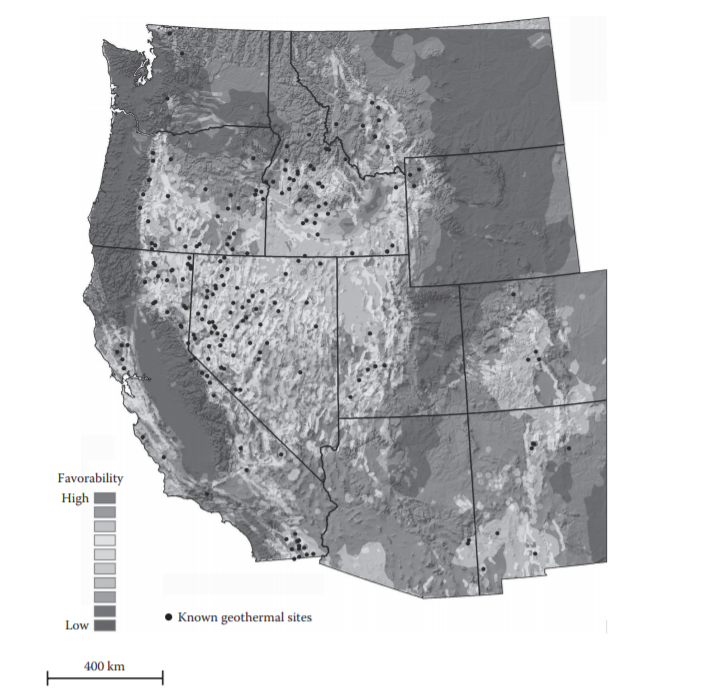 Favorability
High
Low
Known geothermal sites
400 km